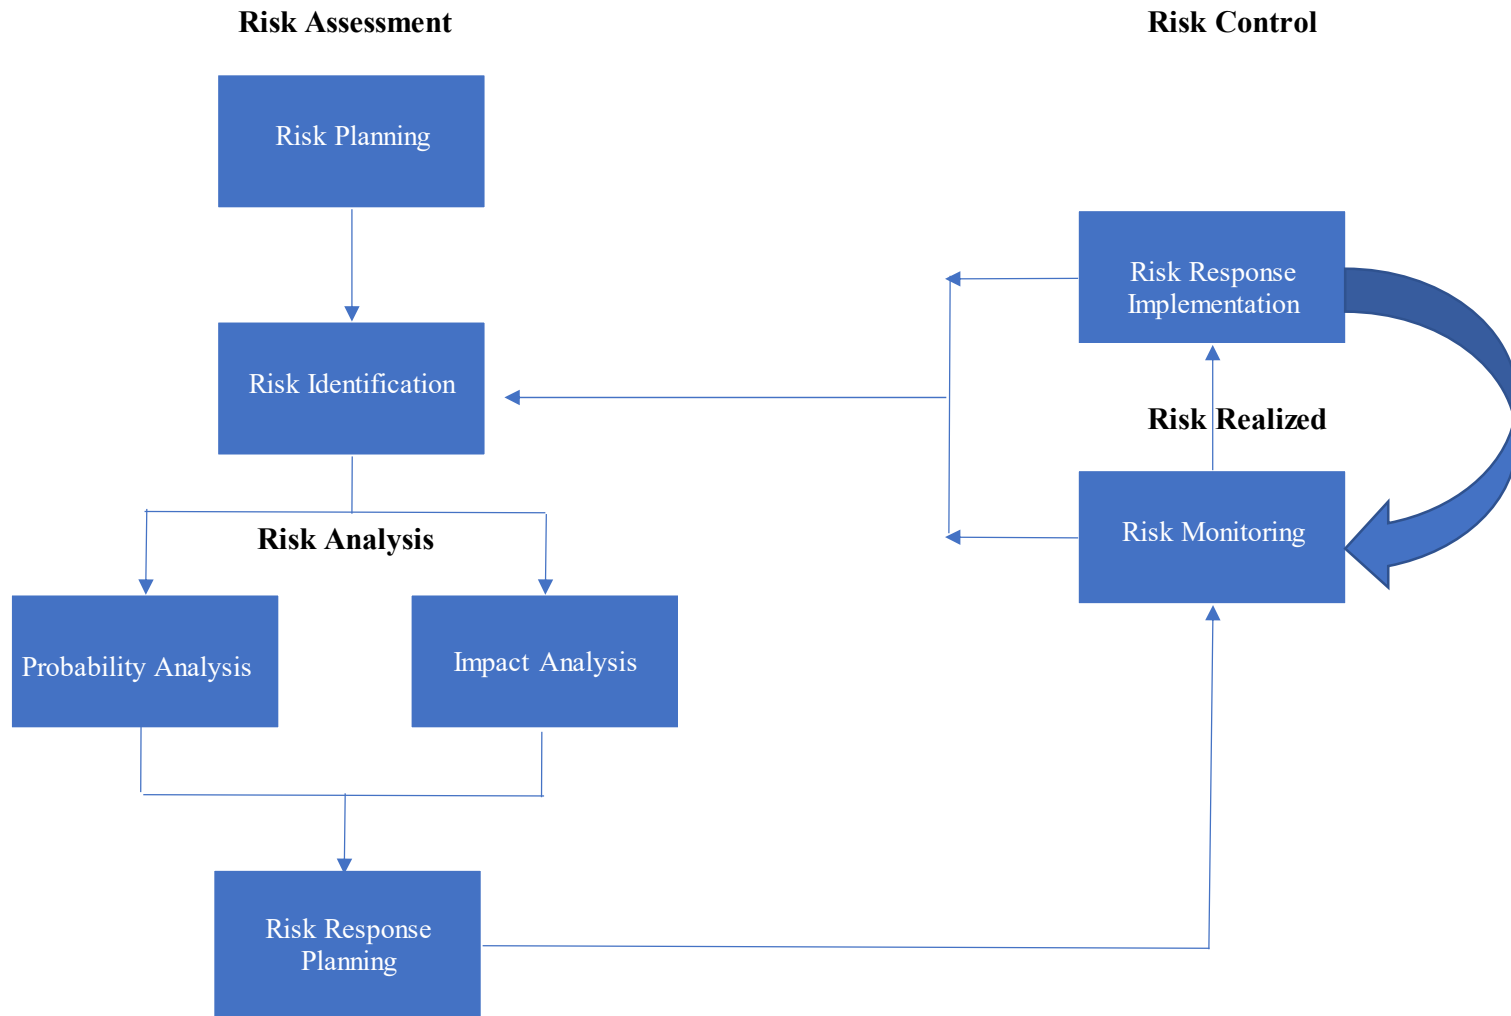 Risk Assessment
Risk Control
Risk Planning
Risk Response
Implementation
Risk Identification
Risk Realized
Risk Analysis
Risk Monitoring
Probability Analysis
Impact Analysis
Risk Response
Planning